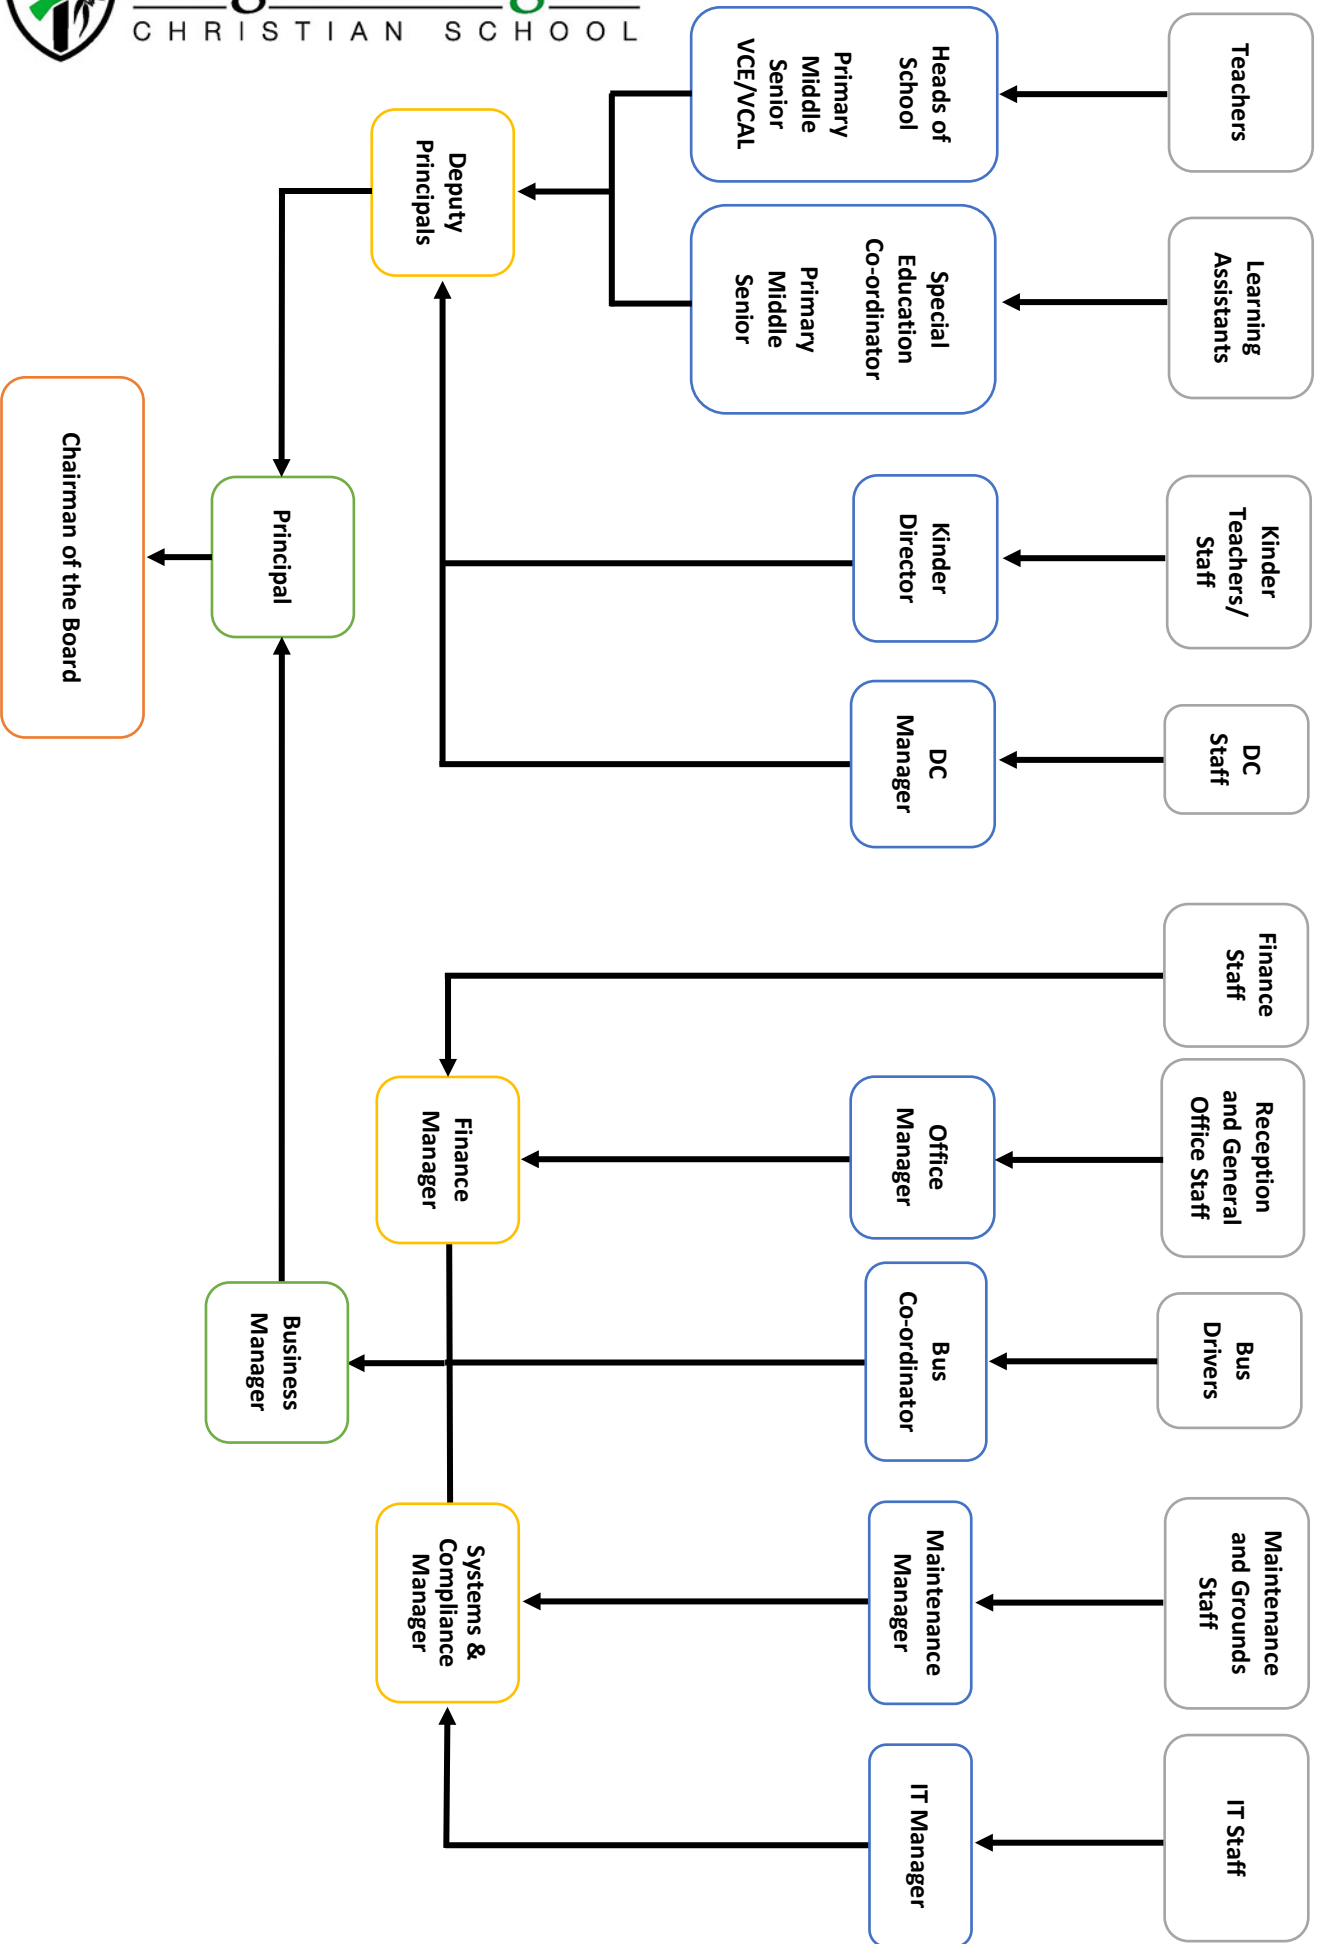 CHRISTIAN SCHOOL
Teachers
Learning
Assistants
Kinder
Teachers/
Staff
DC
Staff
Finance
Staff
Reception
and General
Office Staff
Bus
Drivers
Maintenance
and Grounds
Staff
IT Staff
Heads of
School
Primary
Middle
Senior
VCE/VCAL
Special
Education
Co-ordinator
Primary
Middle
Senior
Kinder
Director
DC
Manager
Office
Manager
Bus
Co-ordinator
Maintenance
Manager
IT Manager
Deputy
Principals
Finance
Manager
Systems &
Compliance
Manager
Principal
Business
Manager
Chairman of the Board